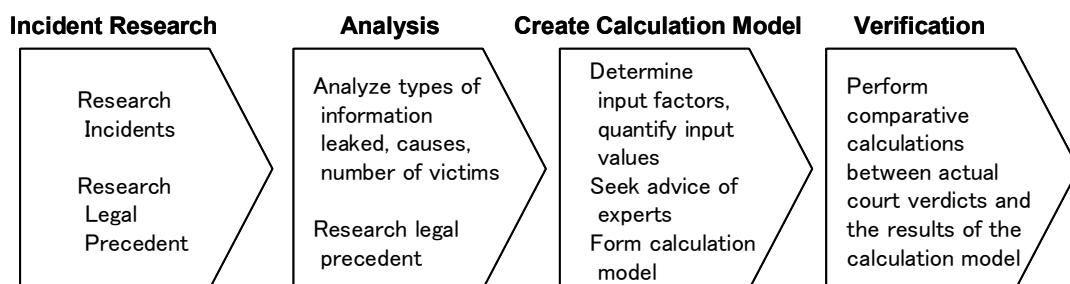 Incident Research
Research
Incidents
Research
Legal
Precedent
Analysis
Analyze types of
information
leaked, causes,
number of victims
Research legal
precedent
Create Calculation Model
Determine
input factors,
quantify input
values
Seek advice of
experts
Form calculation
model
Verification
Perform
comparative
calculations
between actual
court verdicts and
the results of the
calculation model